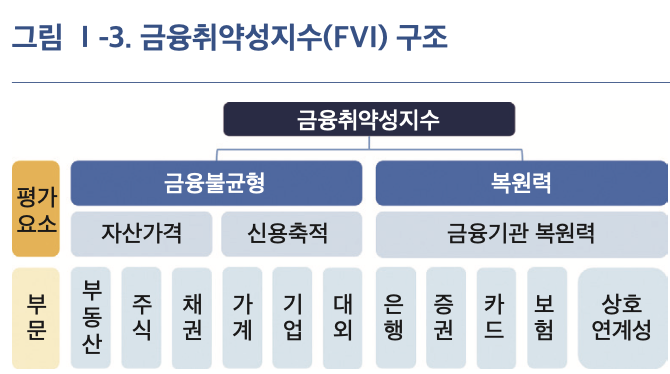 그림 Ⅰ-3. 금융취약성지수(FVI) 구조
금융취약성지수
평가
요소
금융불균형
복원력
자산가격
신용축적
금융기관 복원력
부문
부동산
주식
채권
가계
기업
대외
은행
증권
카드
보험
상호
연계성